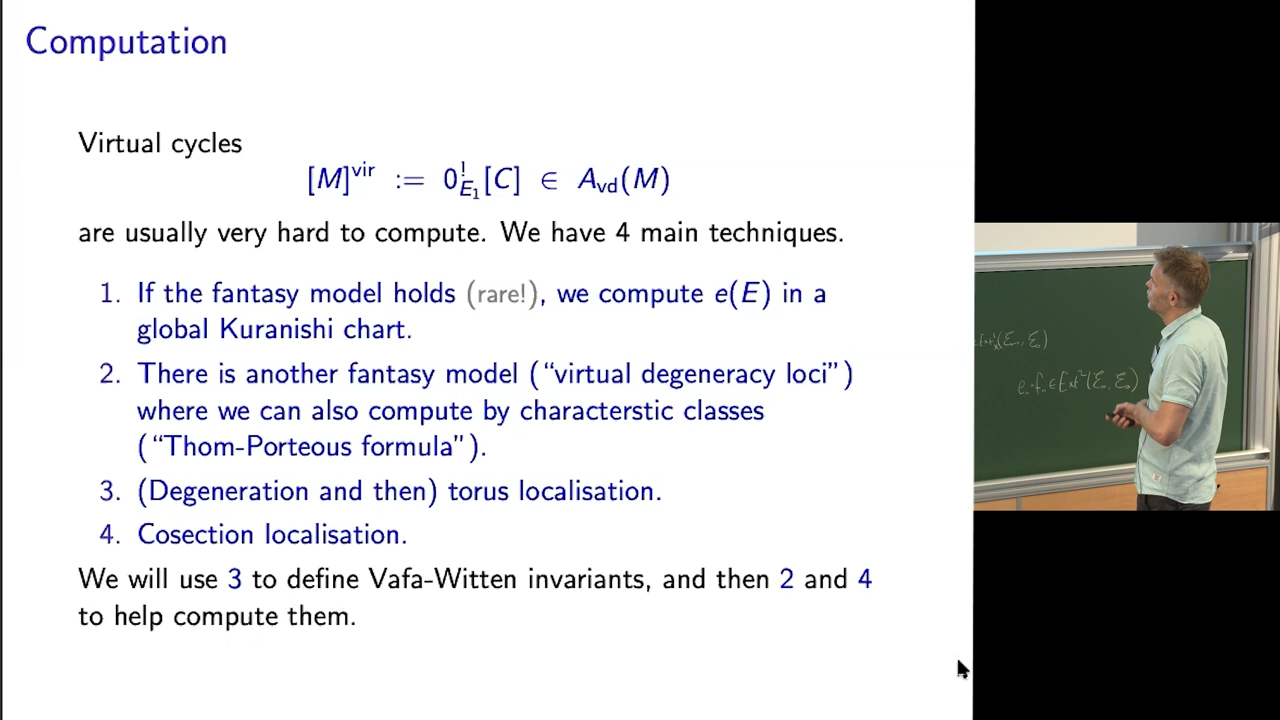 Computation
Virtual cycles
[M]^vir := 0^!_{E_1}[C] ∈ A_vd(M)
are usually very hard to compute. We have 4 main techniques.
1. If the fantasy model holds (rare!), we compute e(E) in a
global Kuranishi chart.
2. There is another fantasy model (“virtual degeneracy loci”)
where we can also compute by characterstic classes
(“Thom-Porteous formula”).
3. (Degeneration and then) torus localisation.
4. Cosection localisation.
We will use 3 to define Vafa-Witten invariants, and then 2 and 4
to help compute them.